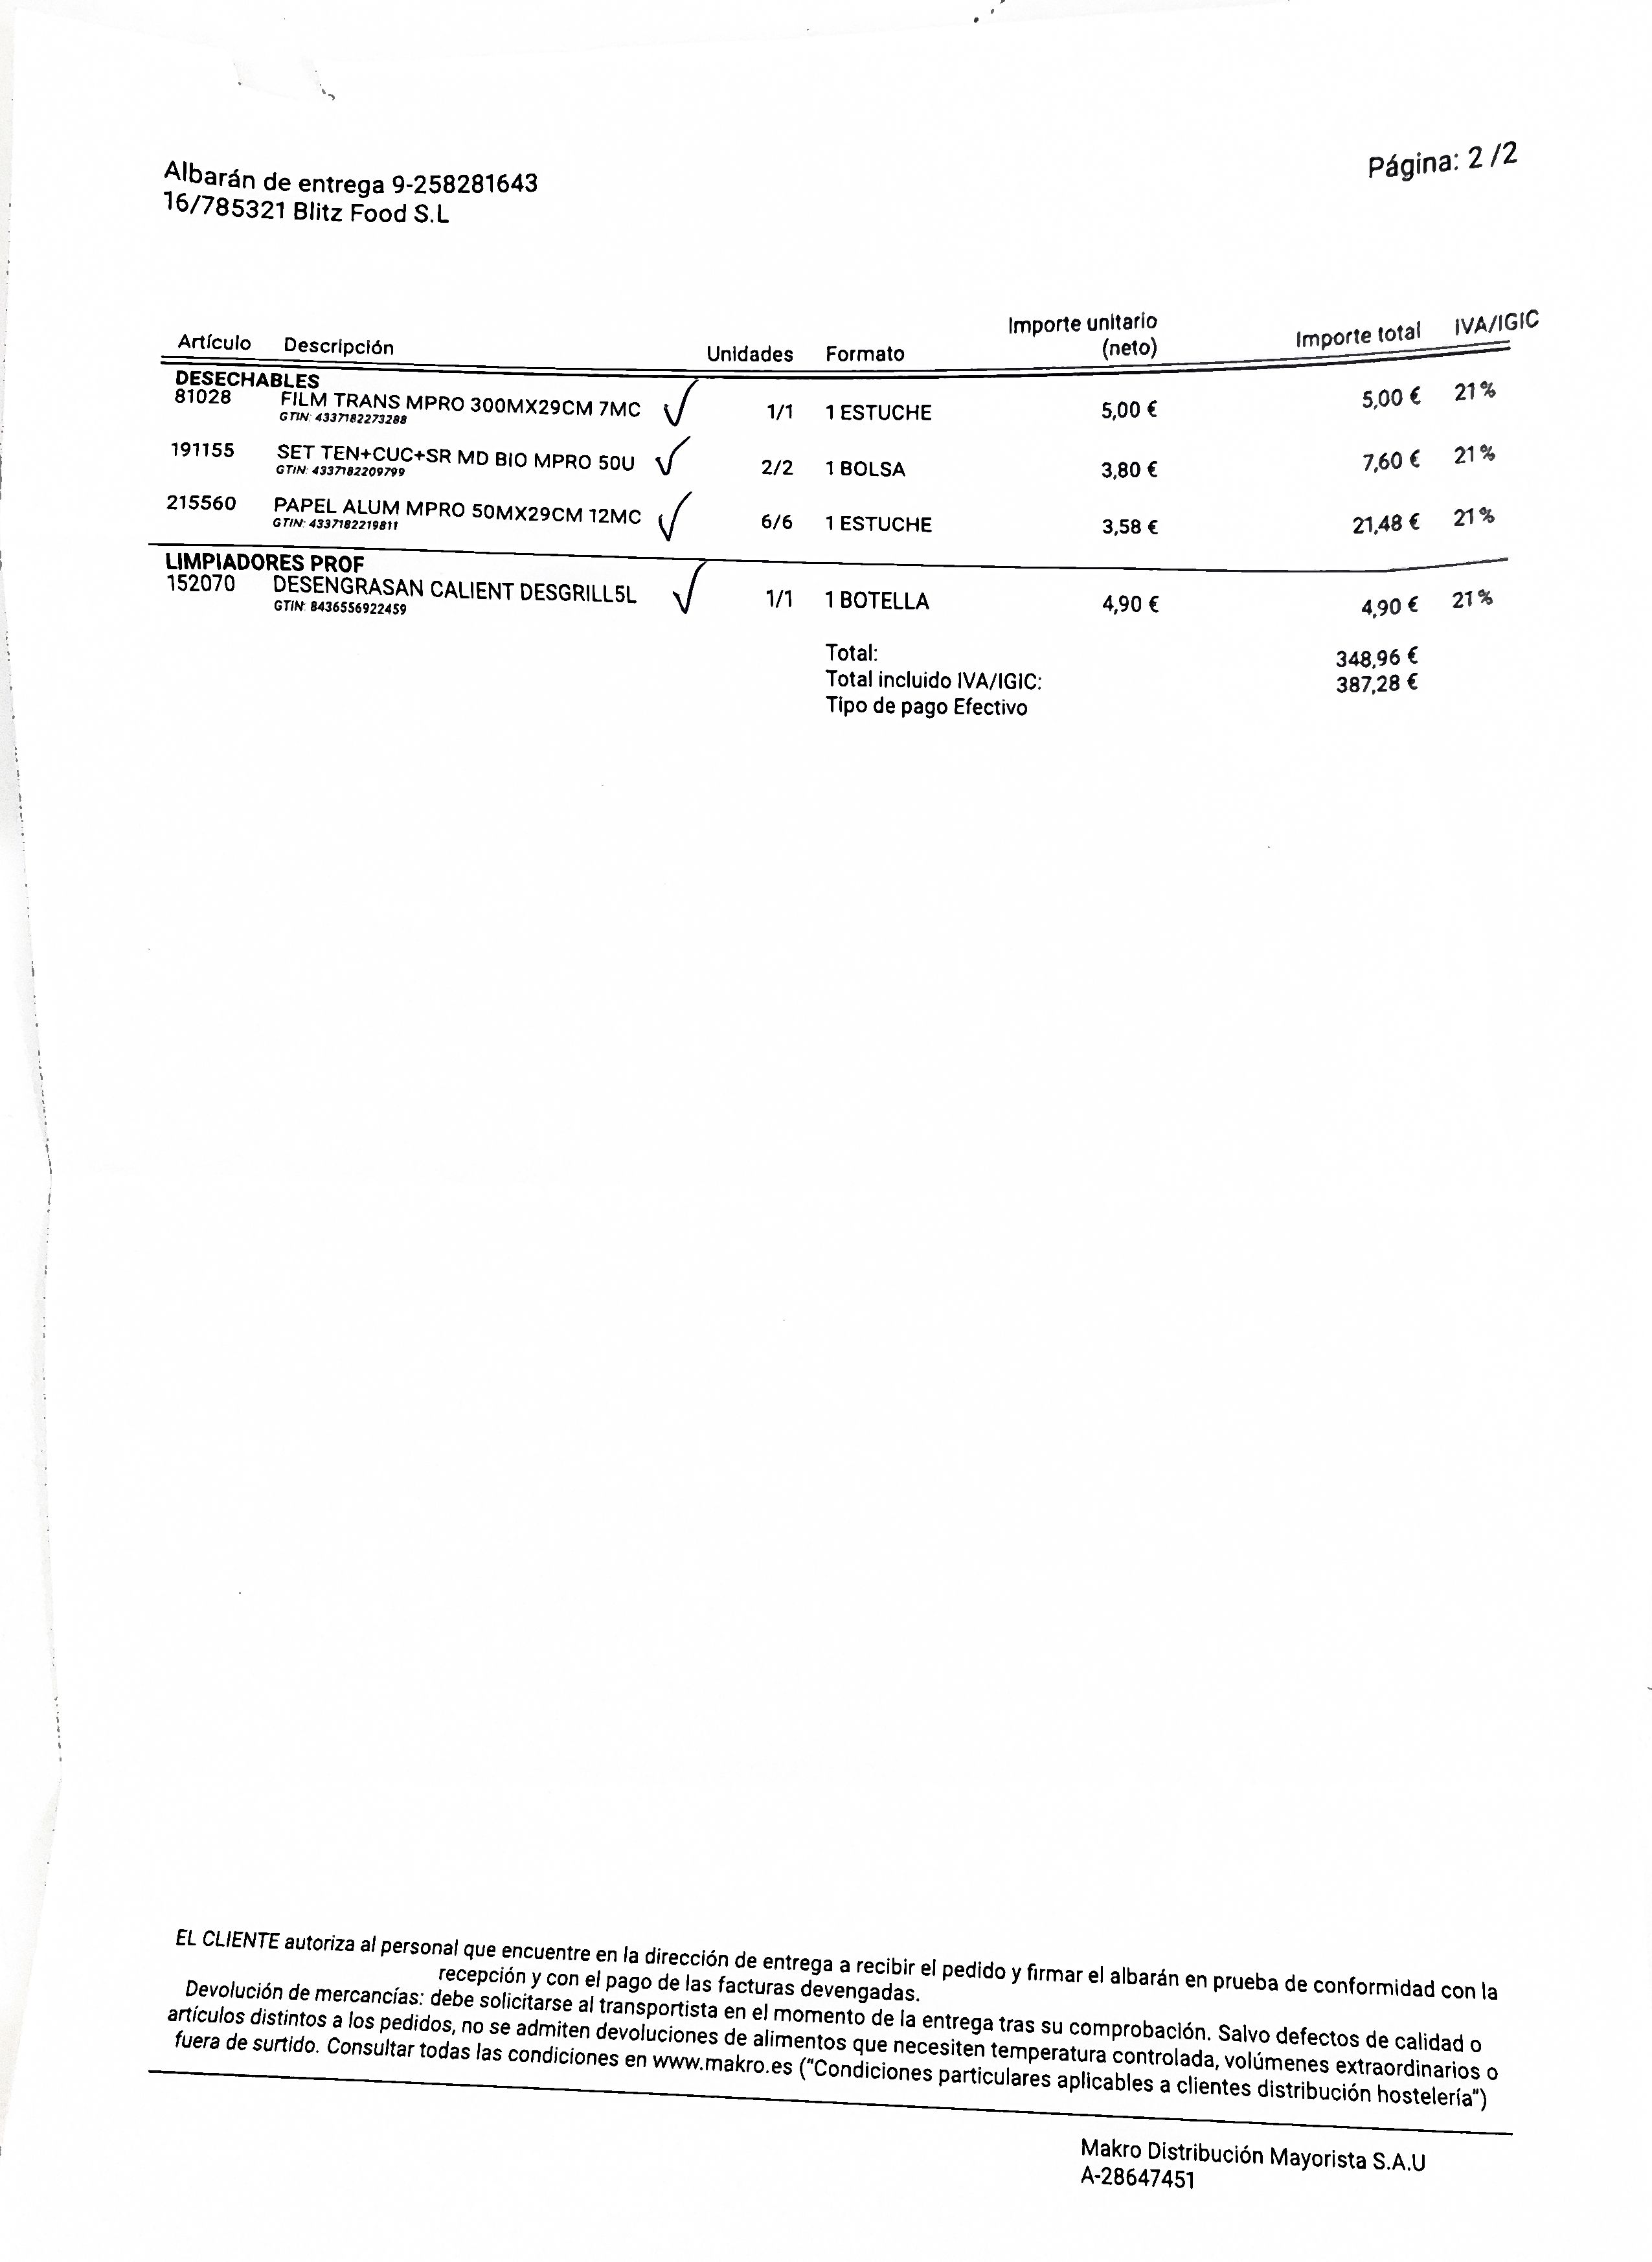 Página: 2 /2
Albarán de entrega 9-258281643
16/785321 Blitz Food S.L
Artículo Descripción Unidades Formato Importe unitario (neto) Importe total IVA/IGIC
DESECHABLES
81028 FILM TRANS MPRO 300MX29CM 7MC 1/1 1 ESTUCHE 5,00 € 5,00 € 21%
GTIN: 4337182273288
191155 SET TEN+CUC+SR MD BIO MPRO 50U 2/2 1 BOLSA 3,80 € 7,60 € 21%
GTIN: 4337182209799
215560 PAPEL ALUM MPRO 50MX29CM 12MC 6/6 1 ESTUCHE 3,58 € 21,48 € 21%
GTIN: 4337182219811
LIMPIADORES PROF
152070 DESENGRASAN CALIENT DESGRILL5L 1/1 1 BOTELLA 4,90 € 4,90 € 21%
GTIN: 8436556922459
Total: 348,96 €
Total incluido IVA/IGIC: 387,28 €
Tipo de pago Efectivo
EL CLIENTE autoriza al personal que encuentre en la dirección de entrega a recibir el pedido y firmar el albarán en prueba de conformidad con la
recepción y con el pago de las facturas devengadas.
Devolución de mercancías: debe solicitarse al transportista en el momento de la entrega tras su comprobación. Salvo defectos de calidad o
artículos distintos a los pedidos, no se admiten devoluciones de alimentos que necesiten temperatura controlada, volúmenes extraordinarios o
fuera de surtido. Consultar todas las condiciones en www.makro.es ("Condiciones particulares aplicables a clientes distribución hostelería")
Makro Distribución Mayorista S.A.U
A-28647451